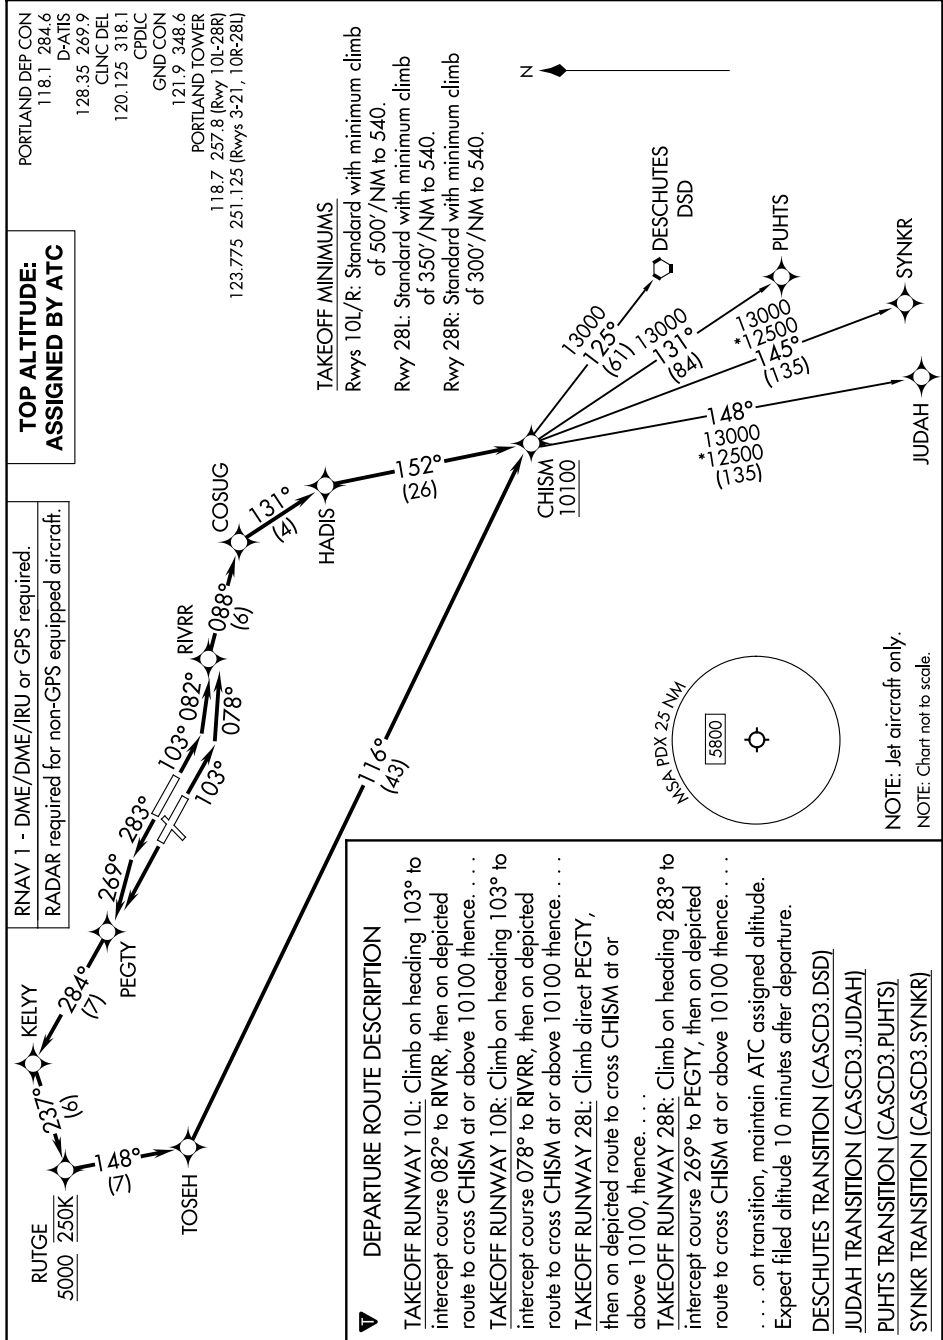 RNAV 1 - DME/DME/IRU or GPS required.
RADAR required for non-GPS equipped aircraft.
TOP ALTITUDE:
ASSIGNED BY ATC
PORTLAND DEP CON
118.1 284.6
D-ATIS
128.35 269.9
CLNC DEL
120.125 318.1
CPDLC
GND CON
121.9 348.6
PORTLAND TOWER
118.7 257.8 (Rwy 10L-28R)
123.775 251.125 (Rwys 3-21, 10R-28L)
TAKEOFF MINIMUMS
Rwys 10L/R: Standard with minimum climb
of 500'/NM to 540.
Rwy 28L: Standard with minimum climb
of 350'/NM to 540.
Rwy 28R: Standard with minimum climb
of 300'/NM to 540.
N
RUTGE
5000 250K
KELYY
237°
(6)
284°
(7)
PEGTY
269°
283°
103°
082°
103°
078°
RIVRR
088°
(6)
COSUG
131°
(4)
HADIS
152°
(26)
148°
(7)
TOSEH
116°
(43)
CHISM
10100
13000
125°
(61)
DESCHUTES
DSD
13000
131°
(84)
PUHTS
13000
*12500
145°
(135)
SYNKR
148°
13000
*12500
(135)
JUDAH
MSA PDX 25 NM
5800
NOTE: Jet aircraft only.
NOTE: Chart not to scale.
T
DEPARTURE ROUTE DESCRIPTION
TAKEOFF RUNWAY 10L: Climb on heading 103° to
intercept course 082° to RIVRR, then on depicted
route to cross CHISM at or above 10100 thence. . . .
TAKEOFF RUNWAY 10R: Climb on heading 103° to
intercept course 078° to RIVRR, then on depicted
route to cross CHISM at or above 10100 thence. . . .
TAKEOFF RUNWAY 28L: Climb direct PEGTY,
then on depicted route to cross CHISM at or
above 10100, thence. . . .
TAKEOFF RUNWAY 28R: Climb on heading 283° to
intercept course 269° to PEGTY, then on depicted
route to cross CHISM at or above 10100 thence. . . .
. . . .on transition, maintain ATC assigned altitude.
Expect filed altitude 10 minutes after departure.
DESCHUTES TRANSITION (CASCD3.DSD)
JUDAH TRANSITION (CASCD3.JUDAH)
PUHTS TRANSITION (CASCD3.PUHTS)
SYNKR TRANSITION (CASCD3.SYNKR)